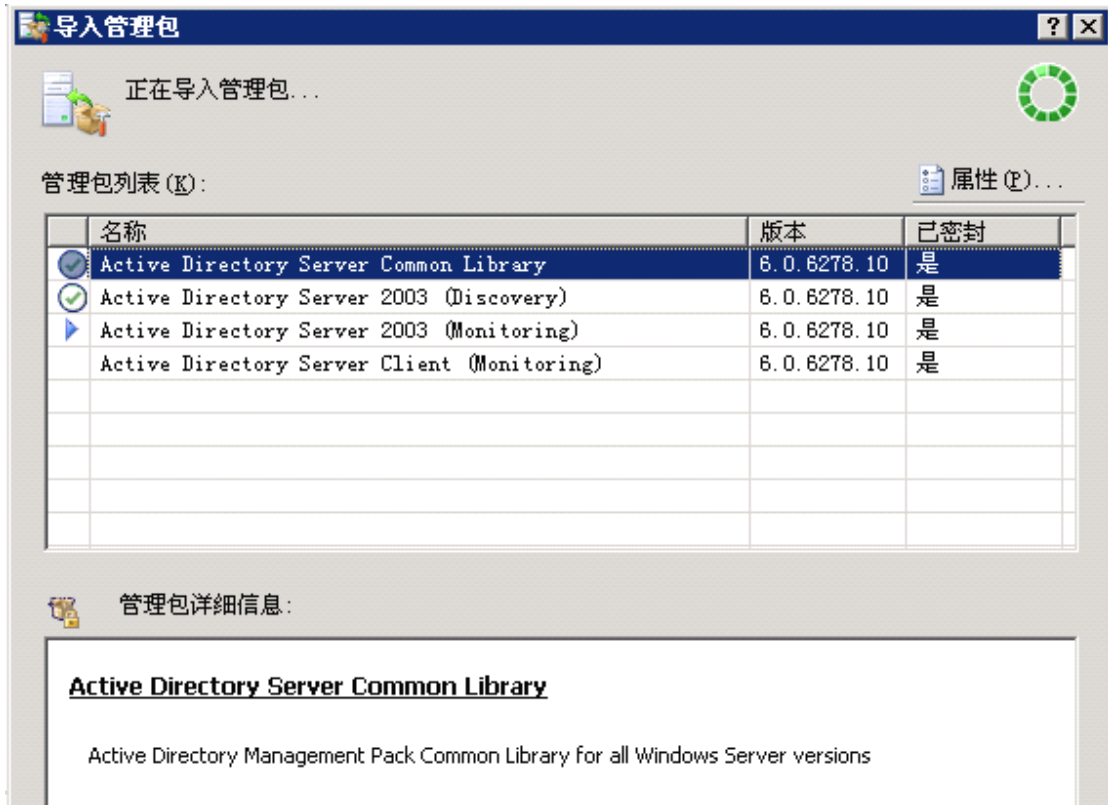 导入管理包
正在导入管理包...
管理包列表(K):
属性(P)...
名称 版本 已密封
Active Directory Server Common Library 6.0.6278.10 是
Active Directory Server 2003 (Discovery) 6.0.6278.10 是
Active Directory Server 2003 (Monitoring) 6.0.6278.10 是
Active Directory Server Client (Monitoring) 6.0.6278.10 是
管理包详细信息:
Active Directory Server Common Library
Active Directory Management Pack Common Library for all Windows Server versions